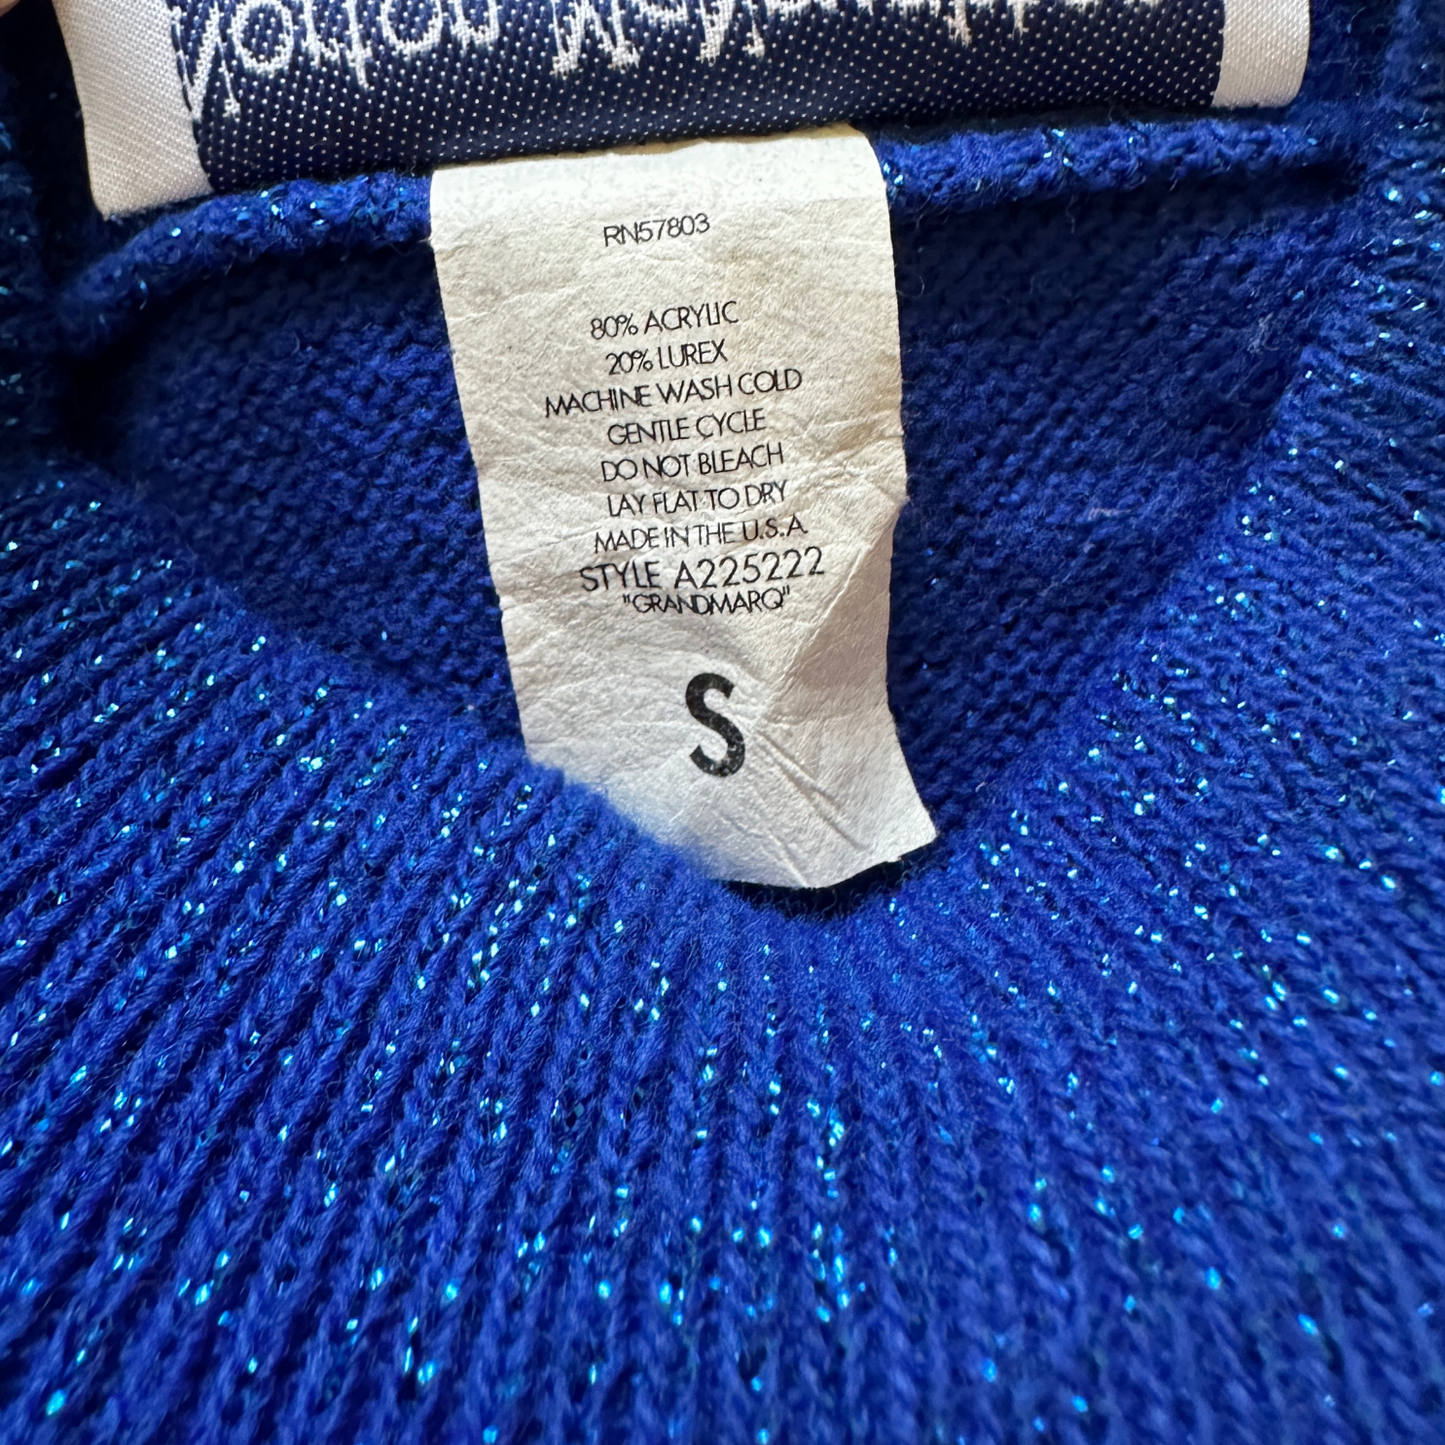 RN57803
80% ACRYLIC
20% LUREX
MACHINE WASH COLD
GENTLE CYCLE
DO NOT BLEACH
LAY FLAT TO DRY
MADE IN THE U.S.A.
STYLE A225222
"GRANDMARQ"
S